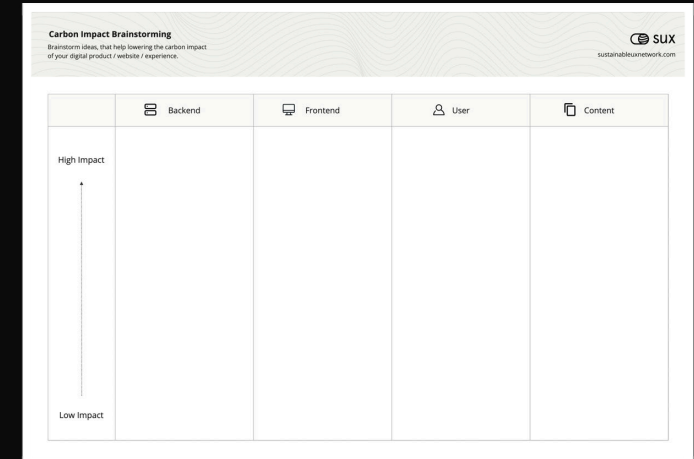 Carbon Impact Brainstorming
Brainstorm ideas, that help lowering the carbon impact
of your digital product / website / experience.
sux
sustainableuxnetwork.com
Backend
Frontend
User
Content
High Impact
Low Impact